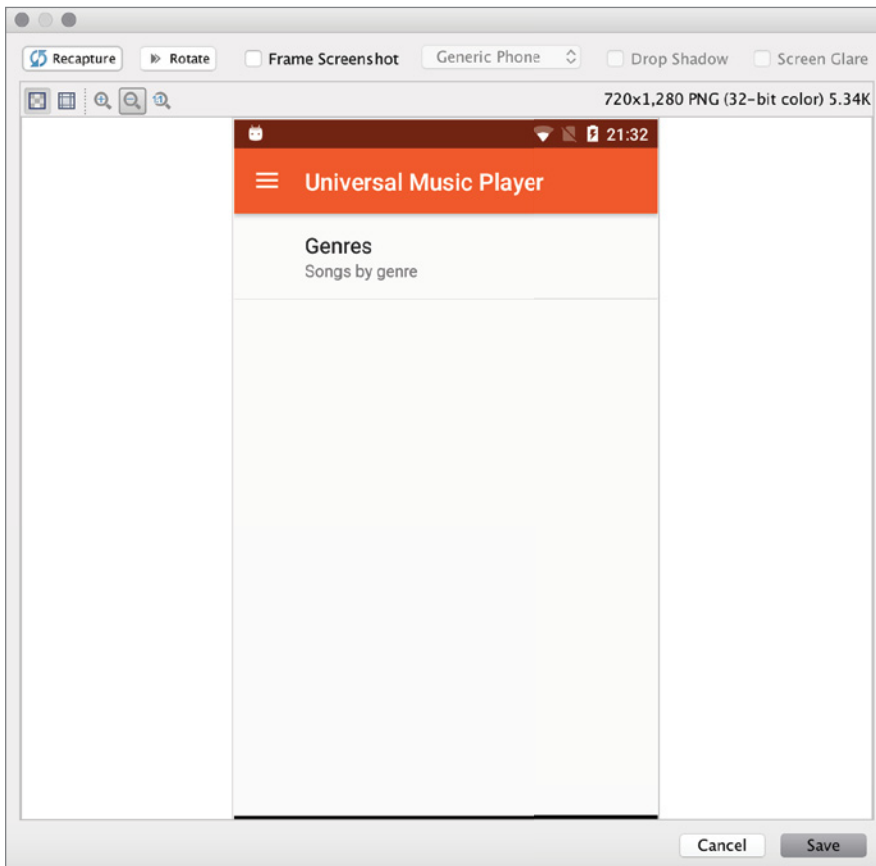 Recapture Rotate Frame Screenshot Generic Phone Drop Shadow Screen Glare
720x1,280 PNG (32-bit color) 5.34K
21:32
Universal Music Player
Genres
Songs by genre
Cancel Save